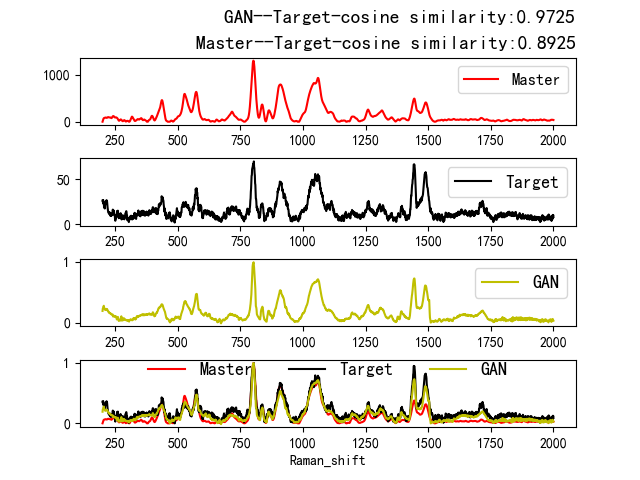 GAN--Target-cosine similarity:0.9725
Master--Target-cosine similarity:0.8925
1000
0
Master
250 500 750 1000 1250 1500 1750 2000
50
0
Target
250 500 750 1000 1250 1500 1750 2000
1
0
GAN
250 500 750 1000 1250 1500 1750 2000
1
0
Master Target GAN
250 500 750 1000 1250 1500 1750 2000
Raman_shift